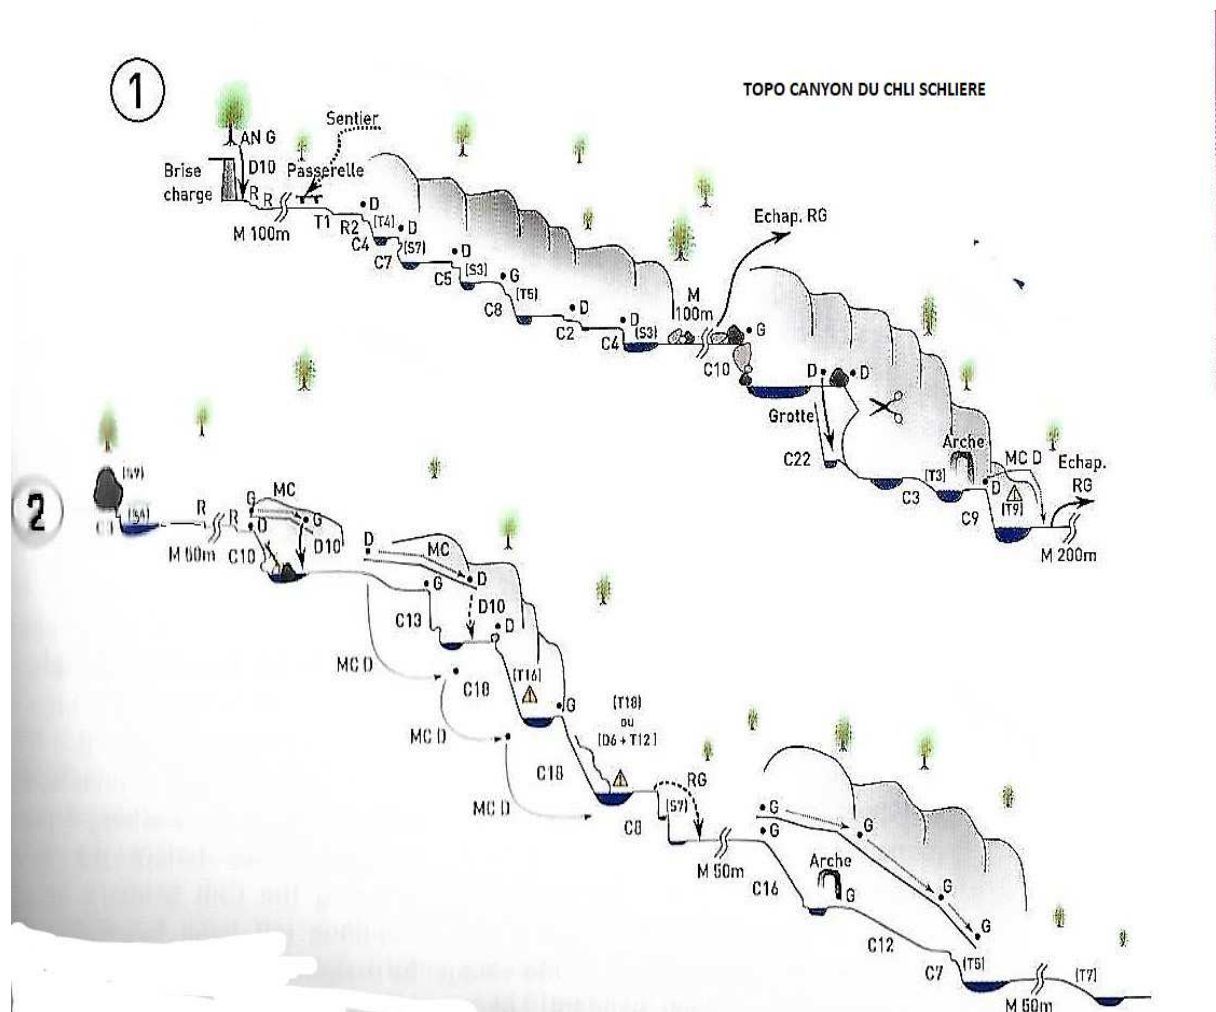 1
TOPO CANYON DU CHLI SCHLIERE
Sentier
AN G
D10
Brise
charge
Passerelle
R
R
M 100m
T1
R2
D
(T4)
D
C4
(S7)
C7
D
C5
(S3)
G
C8
(T5)
D
C2
D
C4
(S3)
M
100m
Echap. RG
G
C10
D
D
Grotte
C22
Arche
(T3)
C3
MC D
D
(T9)
C9
Echap.
RG
M 200m
2
(S4)
R
R
M 60m
MC
G
D
G
C10
D10
D
MC
D
G
D10
C13
D
MC D
C18
(T16)
G
MC D
C18
(T18)
ou
(D6 + T12)
MC D
RG
(S7)
C8
M 50m
G
G
G
Arche
G
C16
G
G
C12
C7
(T5)
M 50m
(T7)